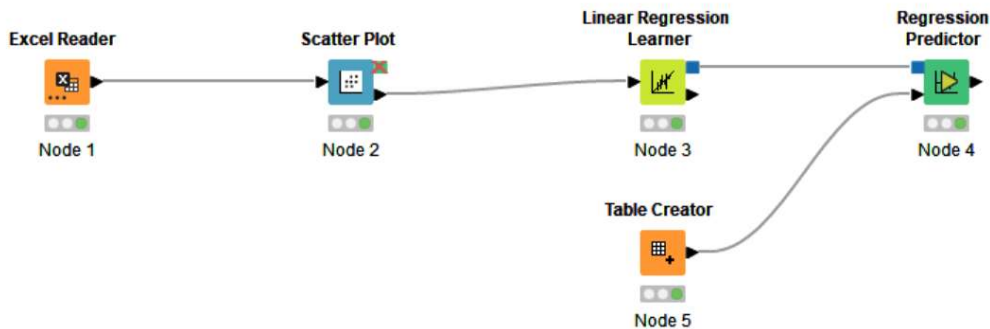 Excel Reader
Node 1
Scatter Plot
Node 2
Linear Regression
Learner
Node 3
Regression
Predictor
Node 4
Table Creator
Node 5